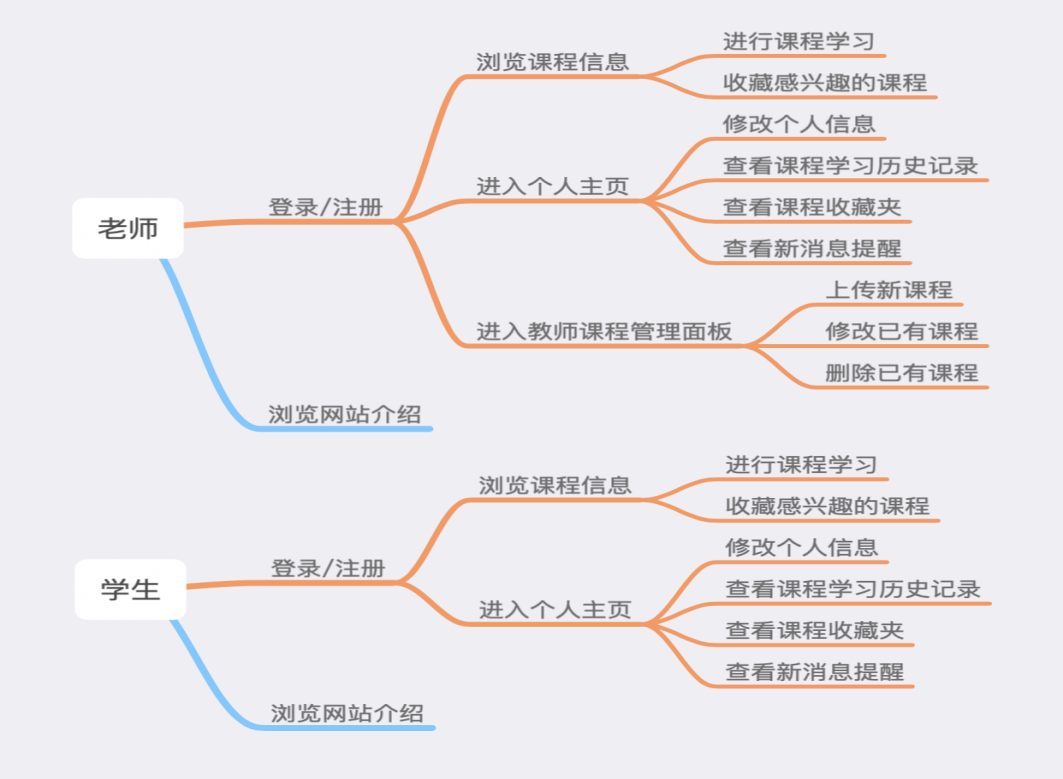 老师
登录/注册
浏览课程信息
进行课程学习
收藏感兴趣的课程
进入个人主页
修改个人信息
查看课程学习历史记录
查看课程收藏夹
查看新消息提醒
进入教师课程管理面板
上传新课程
修改已有课程
删除已有课程
浏览网站介绍
学生
登录/注册
浏览课程信息
进行课程学习
收藏感兴趣的课程
进入个人主页
修改个人信息
查看课程学习历史记录
查看课程收藏夹
查看新消息提醒
浏览网站介绍